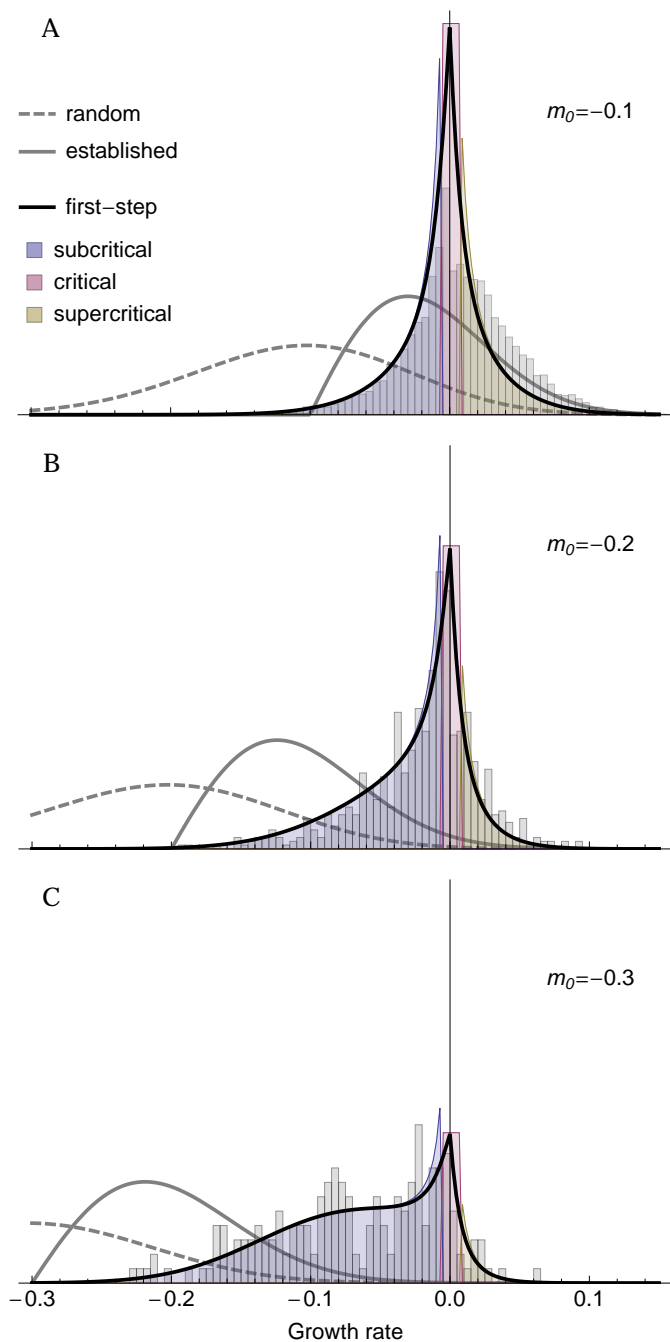 A
m0=−0.1
random
established
first−step
subcritical
critical
supercritical
B
m0=−0.2
C
m0=−0.3
−0.3 −0.2 −0.1 0.0 0.1
Growth rate